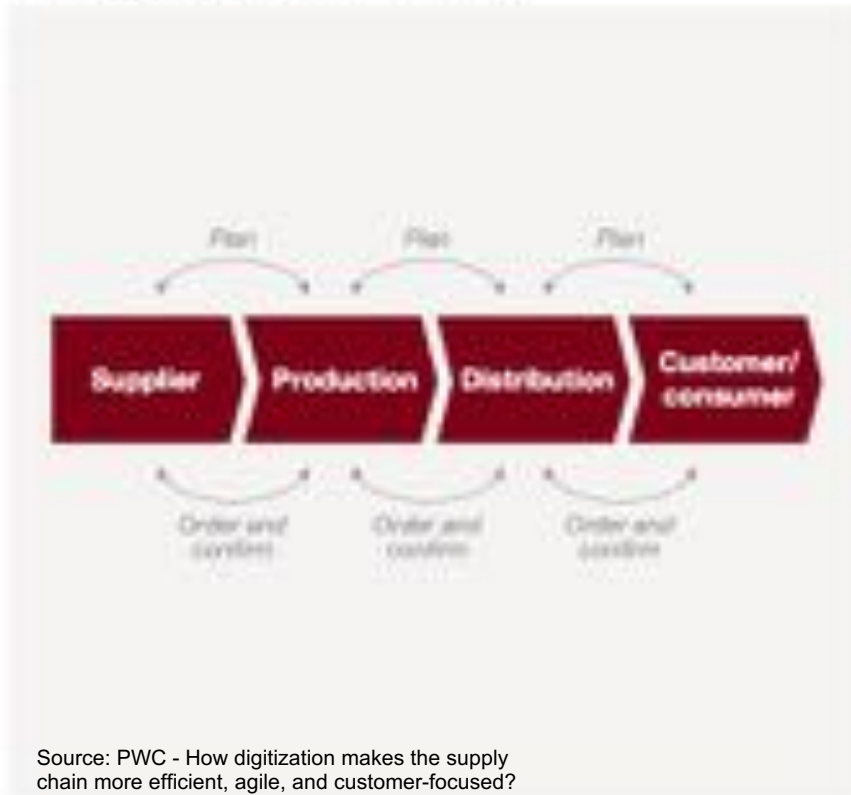 Plan Plan Plan
Supplier Production Distribution Customer/
consumer
Order and Order and Order and
confirm confirm confirm
Source: PWC - How digitization makes the supply
chain more efficient, agile, and customer-focused?